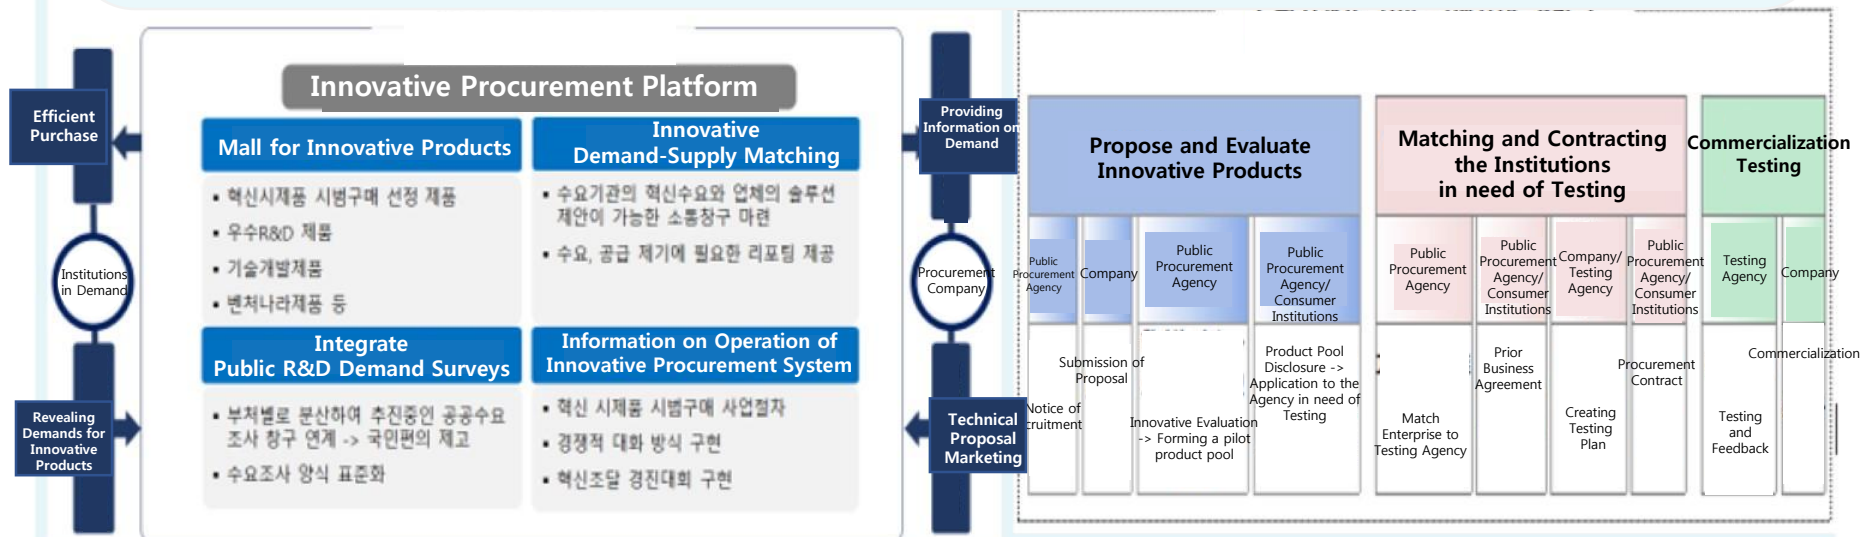 Innovative Procurement Platform
Efficient
Purchase
Institutions
in Demand
Revealing
Demands for
Innovative
Products
Mall for Innovative Products
▪ 혁신시제품 시범구매 선정 제품
▪ 우수R&D 제품
▪ 기술개발제품
▪ 벤처나라제품 등
Innovative
Demand-Supply Matching
▪ 수요기관의 혁신수요와 업체의 솔루션
제안이 가능한 소통창구 마련
▪ 수요, 공급 제기에 필요한 리포팅 제공
Integrate
Public R&D Demand Surveys
▪ 부처별로 분산하여 추진중인 공공수요
조사 창구 연계 -> 국민편의 제고
▪ 수요조사 양식 표준화
Information on Operation of
Innovative Procurement System
▪ 혁신 시제품 시범구매 사업절차
▪ 경쟁적 대화 방식 구현
▪ 혁신조달 경진대회 구현
Providing
Information on
Demand
Procurement
Company
Technical
Proposal
Marketing
Propose and Evaluate
Innovative Products
Public
Procurement
Agency
Company
Public
Procurement
Agency
Public
Procurement
Agency/
Consumer
Institutions
Notice of
cruitment
Submission of
Proposal
Innovative Evaluation
-> Forming a pilot
product pool
Product Pool
Disclosure ->
Application to the
Agency in need of
Testing
Matching and Contracting
the Institutions
in need of Testing
Public
Procurement
Agency
Public
Procurement
Agency/
Consumer
Institutions
Company/
Testing
Agency
Public
Procurement
Agency/
Consumer
Institutions
Match
Enterprise to
Testing Agency
Prior
Business
Agreement
Creating
Testing
Plan
Procurement
Contract
Commercialization
Testing
Testing
Agency
Company
Testing
and
Feedback
Commercialization